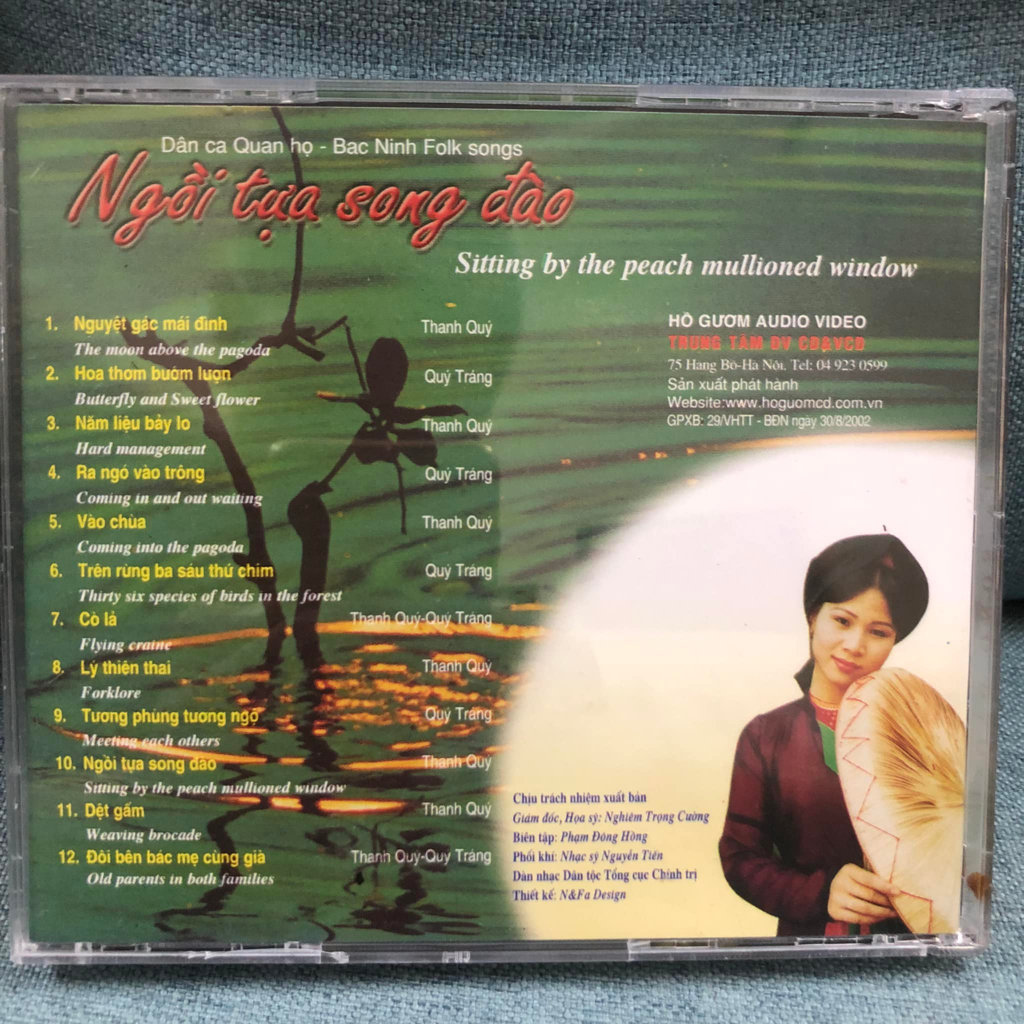 Dân ca Quan họ - Bac Ninh Folk songs
Ngồi tựa song đào
Sitting by the peach mullioned window
1. Nguyệt gác mái đình Thanh Quý
The moon above the pagoda
2. Hoa thơm bướm lượn Quý Tráng
Butterfly and Sweet flower
3. Năm liệu bảy lo Thanh Quý
Hard management
4. Ra ngó vào trông Quý Tráng
Coming in and out waiting
5. Vào chùa Thanh Quý
Coming into the pagoda
6. Trên rừng ba sáu thứ chim Quý Tráng
Thirty six species of birds in the forest
7. Cò lả Thanh Quý-Quý Tráng
Flying craine
8. Lý thiên thai Thanh Quý
Forklore
9. Tương phùng tương ngộ Quý Tráng
Meeting each others
10. Ngồi tựa song đào Thanh Quý
Sitting by the peach mullioned window
11. Dệt gấm Thanh Quý
Weaving brocade
12. Đôi bên bác mẹ cùng già Thanh Quý-Quý Tráng
Old parents in both families
HỒ GƯƠM AUDIO VIDEO
TRUNG TÂM DV CD&VCD
75 Hàng Bồ-Hà Nội. Tel: 04 923 0599
Sản xuất phát hành
Website:www.hoguomcd.com.vn
GPXB: 29/VHTT - BĐN ngày 30/8/2002
Chịu trách nhiệm xuất bản
Giám đốc, Họa sỹ: Nghiêm Trọng Cường
Biên tập: Phạm Đông Hồng
Phối khí: Nhạc sỹ Nguyễn Tiến
Dàn nhạc Dân tộc Tổng cục Chính trị
Thiết kế: N&Fa Design